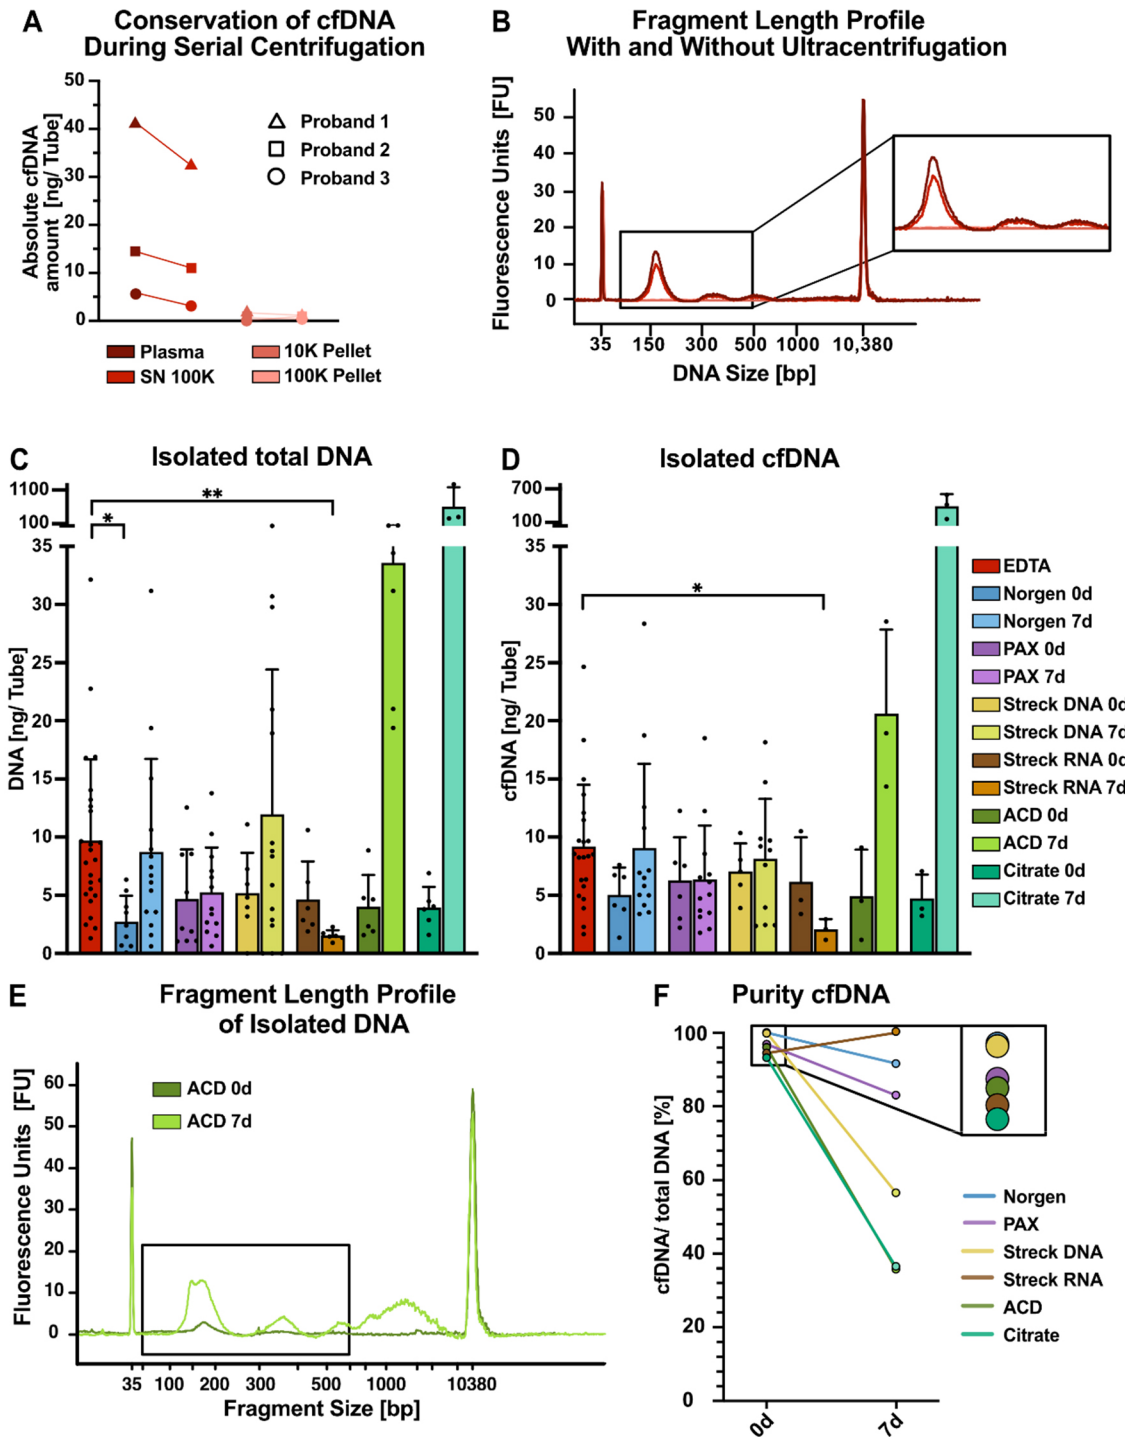 A
Conservation of cfDNA
During Serial Centrifugation
Absolute cfDNA
amount [ng/ Tube]
50
40
30
20
10
0
Proband 1
Proband 2
Proband 3
Plasma
SN 100K
10K Pellet
100K Pellet
B
Fragment Length Profile
With and Without Ultracentrifugation
Fluorescence Units [FU]
50
40
30
20
10
0
35 150 300 500 1000 10,380
DNA Size [bp]
C
Isolated total DNA
DNA [ng/ Tube]
1100
100
35
30
25
20
15
10
5
0
*
**
D
Isolated cfDNA
cfDNA [ng/ Tube]
700
100
35
30
25
20
15
10
5
0
*
EDTA
Norgen 0d
Norgen 7d
PAX 0d
PAX 7d
Streck DNA 0d
Streck DNA 7d
Streck RNA 0d
Streck RNA 7d
ACD 0d
ACD 7d
Citrate 0d
Citrate 7d
E
Fragment Length Profile
of Isolated DNA
Fluorescence Units [FU]
60
50
40
30
20
10
0
ACD 0d
ACD 7d
35 100 200 300 500 1000 10380
Fragment Size [bp]
F
Purity cfDNA
cfDNA/ total DNA [%]
100
80
60
40
20
0
0d 7d
Norgen
PAX
Streck DNA
Streck RNA
ACD
Citrate